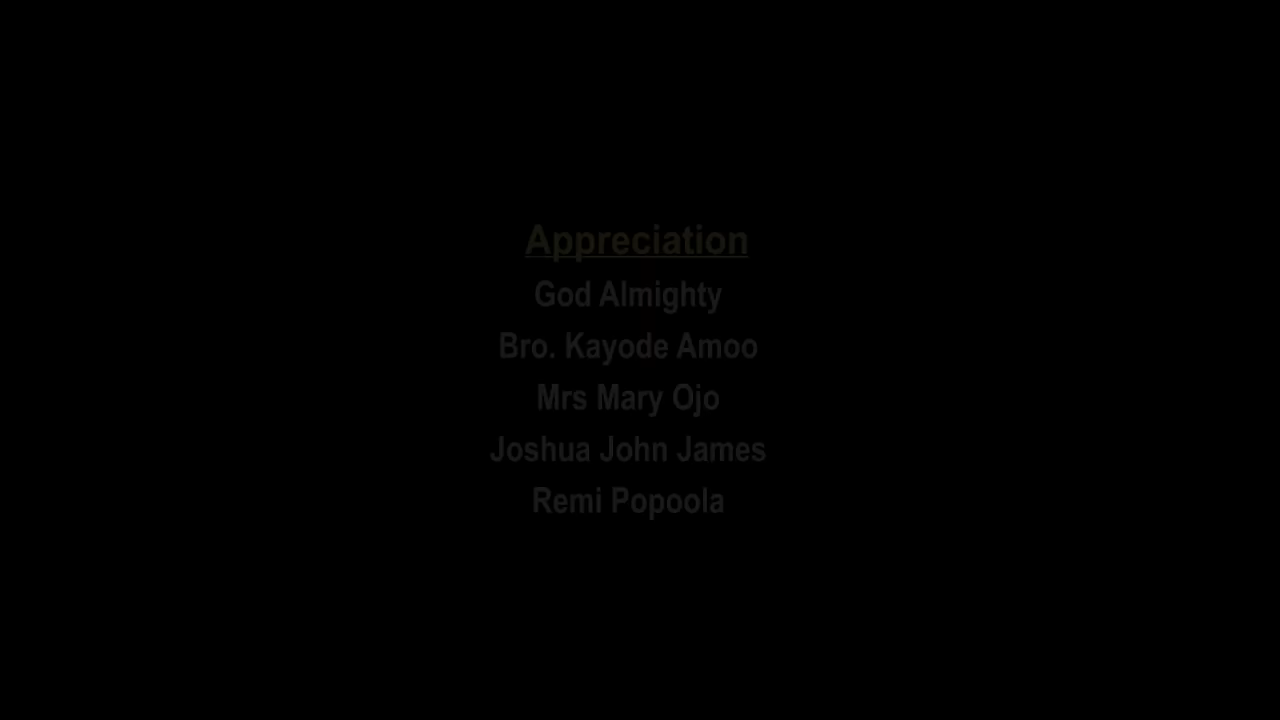 Appreciation
God Almighty
Bro. Kayode Amoo
Mrs Mary Ojo
Joshua John James
Remi Popoola